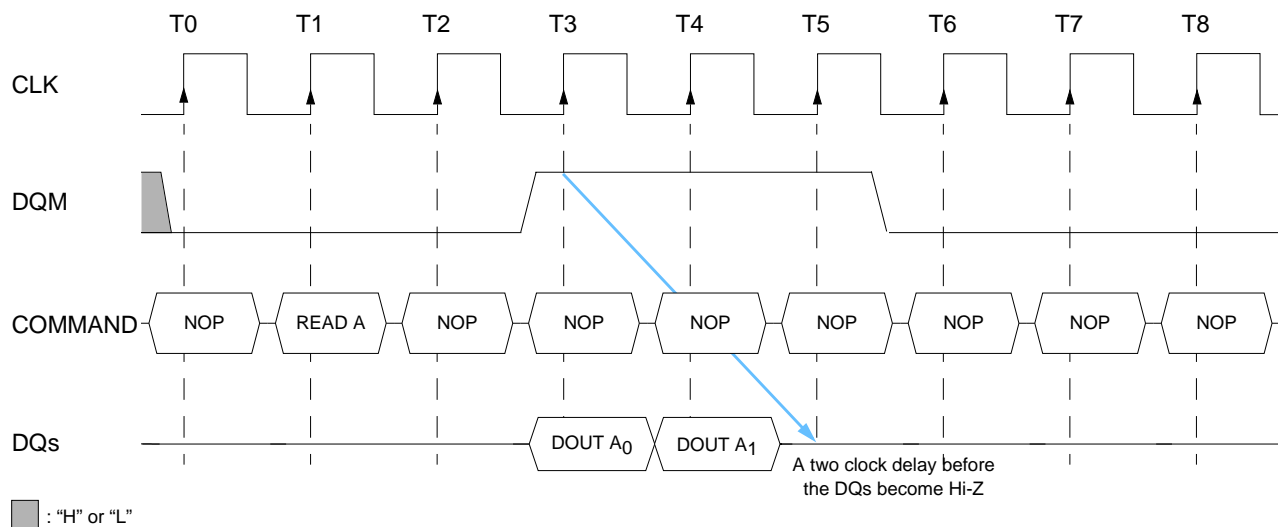 T0 T1 T2 T3 T4 T5 T6 T7 T8
CLK
DQM
COMMAND NOP READ A NOP NOP NOP NOP NOP NOP NOP
DQs DOUT A0 DOUT A1
A two clock delay before
the DQs become Hi-Z
: “H” or “L”